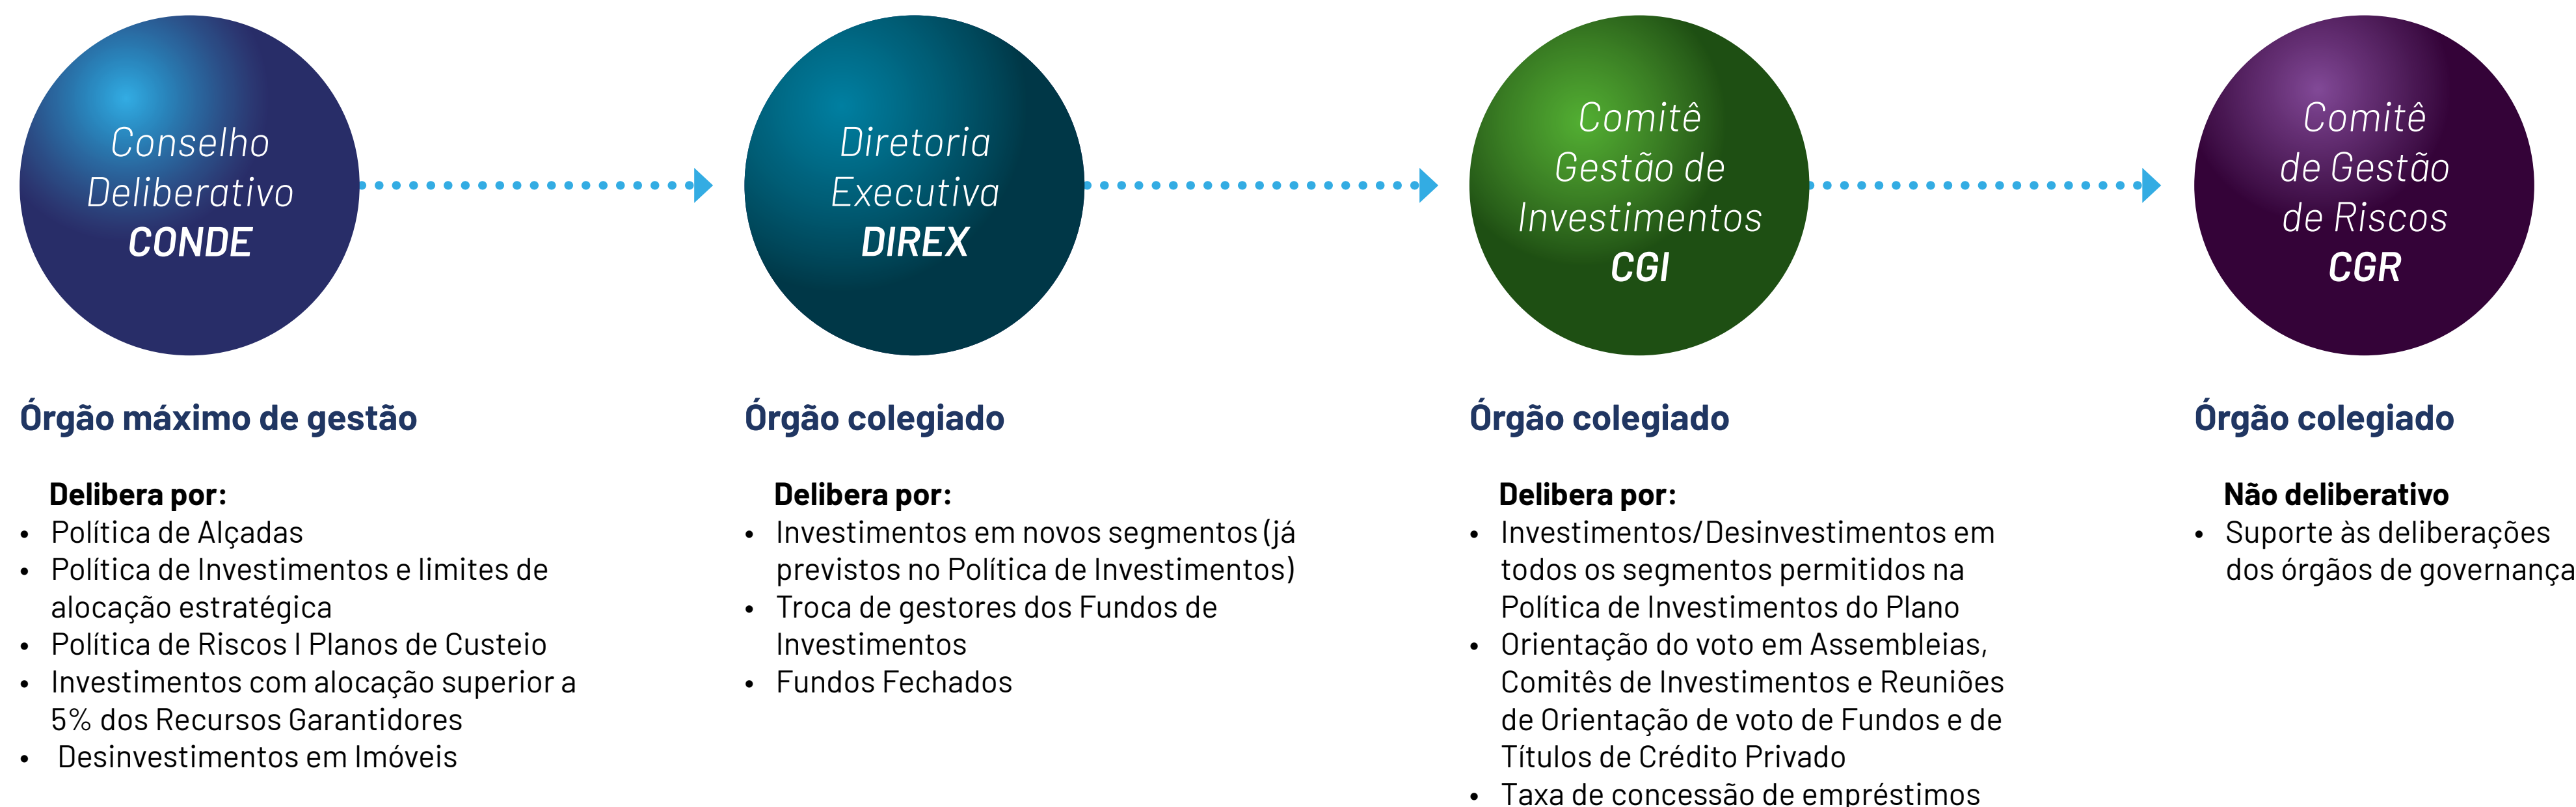 Conselho
Deliberativo
CONDE
Órgão máximo de gestão
Delibera por:
• Política de Alçadas
• Política de Investimentos e limites de
alocação estratégica
• Política de Riscos I Planos de Custeio
• Investimentos com alocação superior a
5% dos Recursos Garantidores
• Desinvestimentos em Imóveis
Diretoria
Executiva
DIREX
Órgão colegiado
Delibera por:
• Investimentos em novos segmentos (já
previstos no Política de Investimentos)
• Troca de gestores dos Fundos de
Investimentos
• Fundos Fechados
Comitê
Gestão de
Investimentos
CGI
Órgão colegiado
Delibera por:
• Investimentos/Desinvestimentos em
todos os segmentos permitidos na
Política de Investimentos do Plano
• Orientação do voto em Assembleias,
Comitês de Investimentos e Reuniões
de Orientação de voto de Fundos e de
Títulos de Crédito Privado
• Taxa de concessão de empréstimos
Comitê
de Gestão
de Riscos
CGR
Órgão colegiado
Não deliberativo
• Suporte às deliberações
dos órgãos de governança